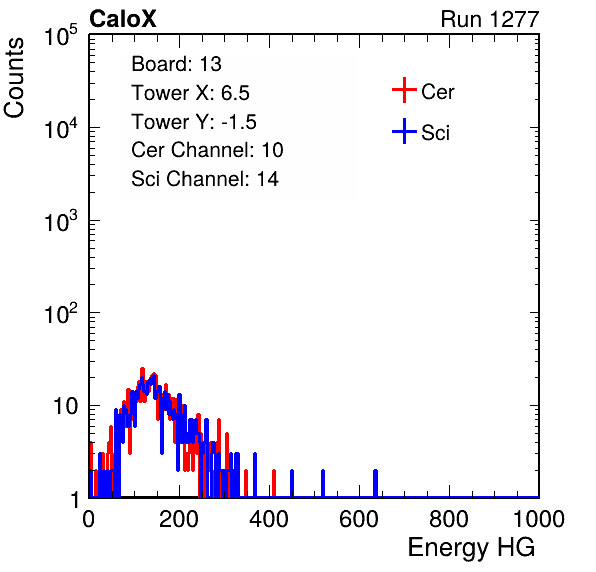 CaloX Run 1277
Counts
Board: 13
Tower X: 6.5
Tower Y: -1.5
Cer Channel: 10
Sci Channel: 14
Cer
Sci
10^5
10^4
10^3
10^2
10
1
0 200 400 600 800 1000
Energy HG